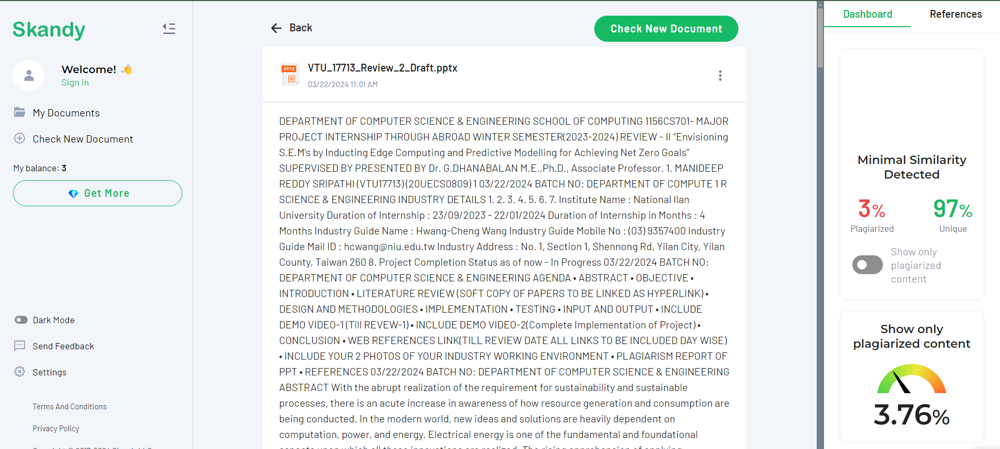 Skandy
Welcome! 👋
Sign in
My Documents
Check New Document
My balance: 3
Get More
Dark Mode
Send Feedback
Settings
Terms And Conditions
Privacy Policy
Back
Check New Document
PPTX
VTU_17713_Review_2_Draft.pptx
03/22/2024 11:01 AM
DEPARTMENT OF COMPUTER SCIENCE & ENGINEERING SCHOOL OF COMPUTING 1156CS701- MAJOR
PROJECT INTERNSHIP THROUGH ABROAD WINTER SEMESTER(2023-2024) REVIEW - II “Envisioning
S.E.M's by Inducting Edge Computing and Predictive Modelling for Achieving Net Zero Goals”
SUPERVISED BY PRESENTED BY Dr. G.DHANABALAN M.E.,Ph.D., Associate Professor. 1. MANIDEEP
REDDY SRIPATHI (VTU17713) (20UECS0809) 1 03/22/2024 BATCH NO: DEPARTMENT OF COMPUTE 1 R
SCIENCE & ENGINEERING INDUSTRY DETAILS 1. 2. 3. 4. 5. 6. 7. Institute Name : National Ilan
University Duration of Internship : 23/09/2023 - 22/01/2024 Duration of Internship in Months : 4
Months Industry Guide Name : Hwang-Cheng Wang Industry Guide Mobile No : (03) 9357400 Industry
Guide Mail ID : hcwang@niu.edu.tw Industry Address : No. 1, Section 1, Shennong Rd, Yilan City, Yilan
County, Taiwan 260 8. Project Completion Status as of now - In Progress 03/22/2024 BATCH NO:
DEPARTMENT OF COMPUTER SCIENCE & ENGINEERING AGENDA • ABSTRACT • OBJECTIVE •
INTRODUCTION • LITERATURE REVIEW (SOFT COPY OF PAPERS TO BE LINKED AS HYPERLINK) •
DESIGN AND METHODOLOGIES • IMPLEMENTATION • TESTING • INPUT AND OUTPUT • INCLUDE
DEMO VIDEO-1 (Till REVEW-1) • INCLUDE DEMO VIDEO-2(Complete Implementation of Project) •
CONCLUSION • WEB REFERENCES LINK(TILL REVIEW DATE ALL LINKS TO BE INCLUDED DAY WISE)
• INCLUDE YOUR 2 PHOTOS OF YOUR INDUSTRY WORKING ENVIRONMENT • PLAGIARISM REPORT OF
PPT • REFERENCES 03/22/2024 BATCH NO: DEPARTMENT OF COMPUTER SCIENCE & ENGINEERING
ABSTRACT With the abrupt realization of the requirement for sustainability and sustainable
processes, there is an acute increase in awareness of how resource generation and consumption are
being conducted. In the modern world, new ideas and solutions are heavily dependent on
computation, power, and energy. Electrical energy is one of the fundamental and foundational
Dashboard
References
Minimal Similarity
Detected
3% 97%
Plagiarized Unique
Show only
plagiarized
content
Show only
plagiarized content
3.76%